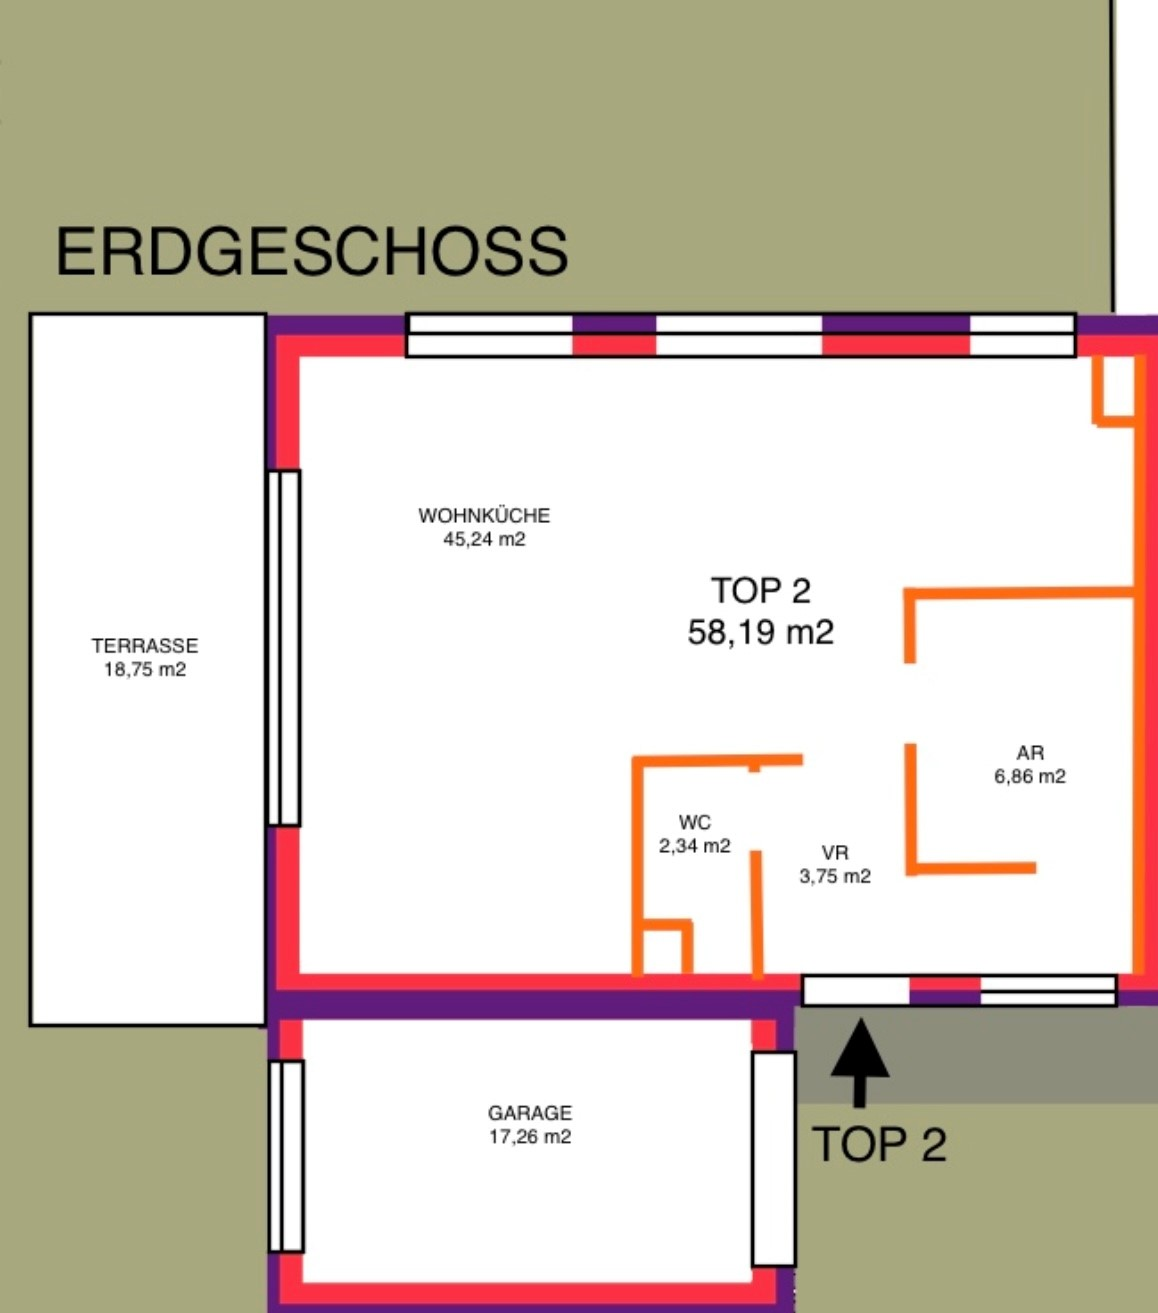 ERDGESCHOSS
WOHNKÜCHE
45,24 m2
TOP 2
58,19 m2
TERRASSE
18,75 m2
AR
6,86 m2
WC
2,34 m2
VR
3,75 m2
GARAGE
17,26 m2
TOP 2